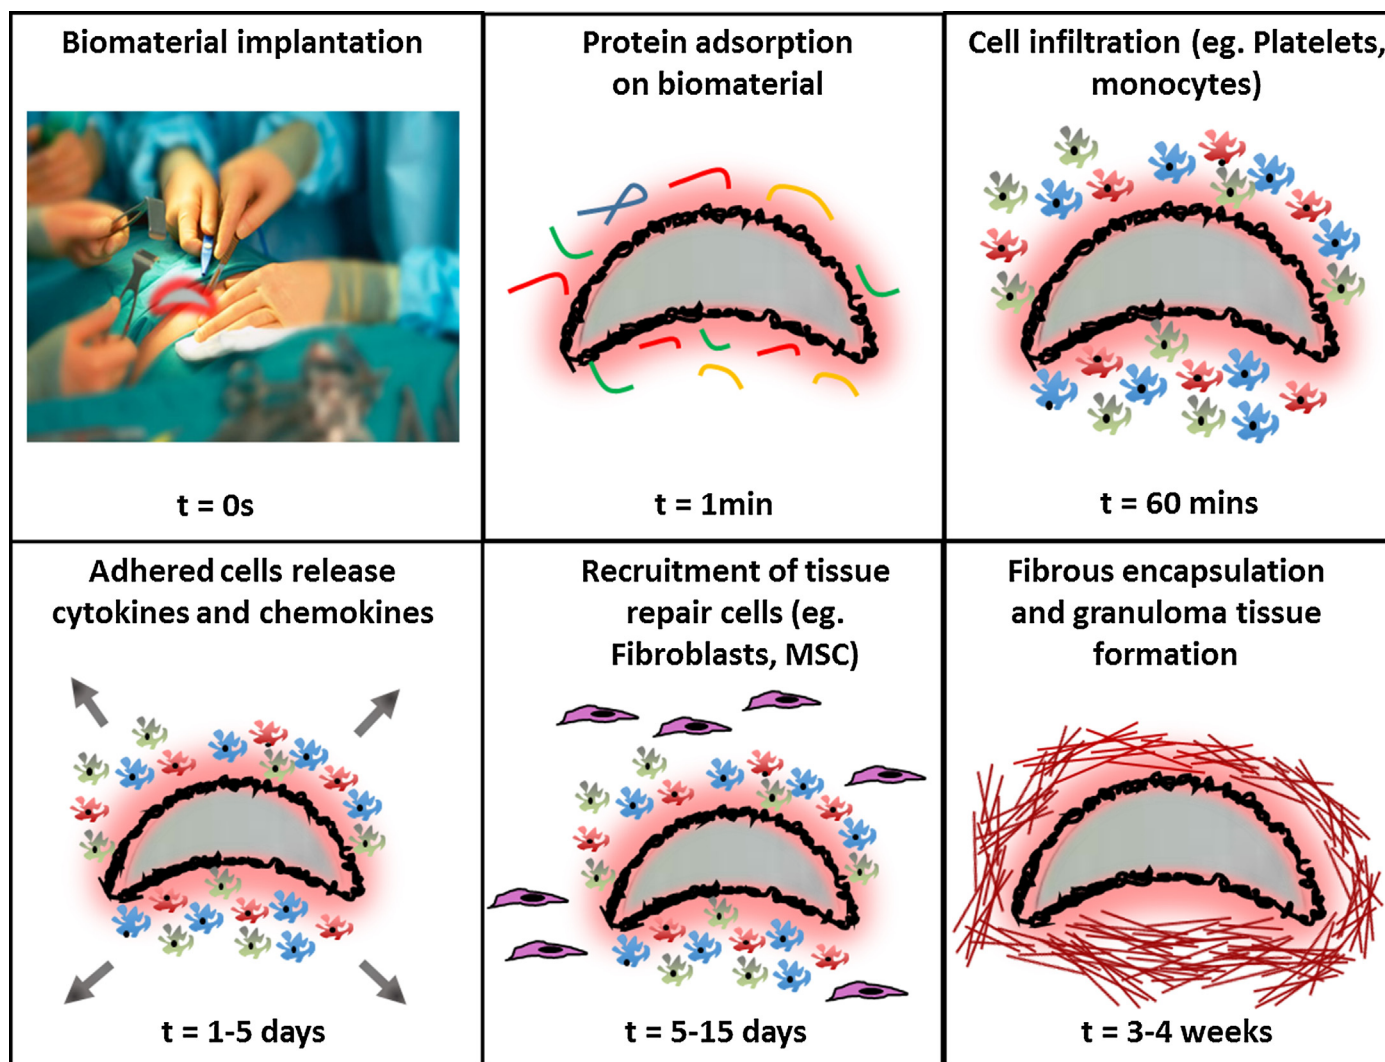 Biomaterial implantation
t = 0s
Protein adsorption
on biomaterial
t = 1min
Cell infiltration (eg. Platelets,
monocytes)
t = 60 mins
Adhered cells release
cytokines and chemokines
t = 1-5 days
Recruitment of tissue
repair cells (eg.
Fibroblasts, MSC)
t = 5-15 days
Fibrous encapsulation
and granuloma tissue
formation
t = 3-4 weeks